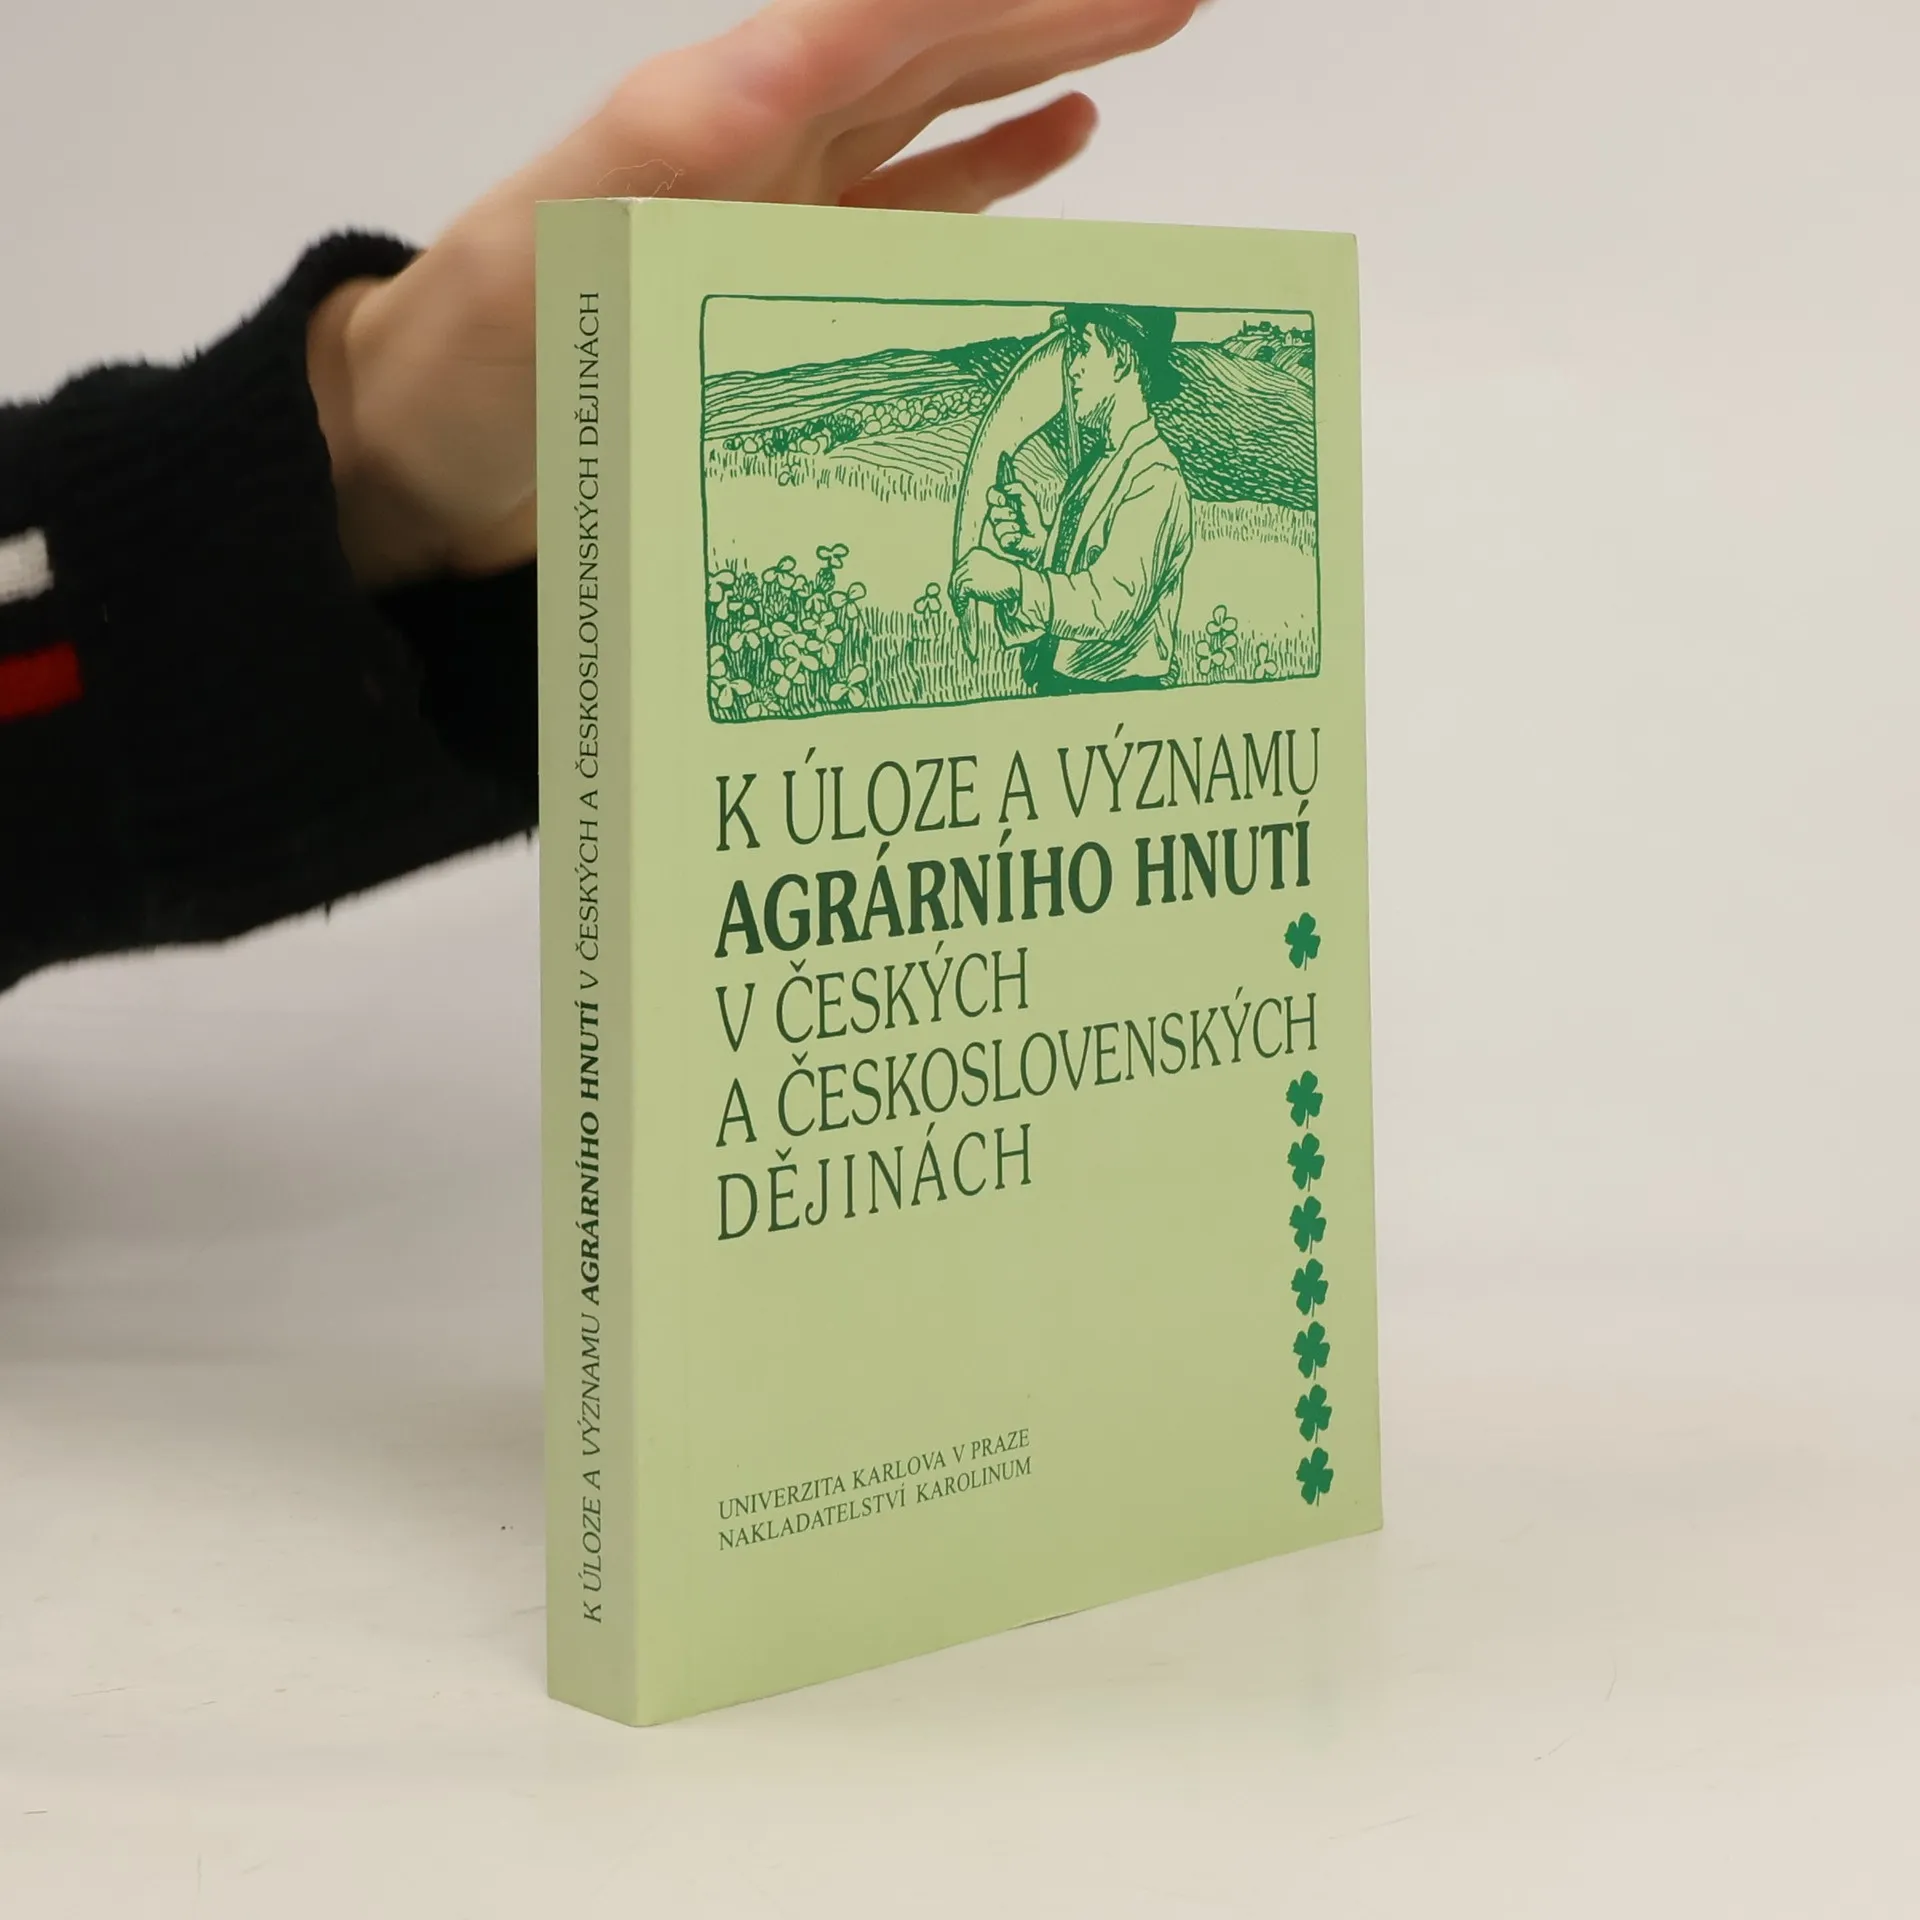 K ÚLOZE A VÝZNAMU AGRÁRNÍHO HNUTÍ V ČESKÝCH A ČESKOSLOVENSKÝCH DĚJINÁCH
K ÚLOZE A VÝZNAMU
AGRÁRNÍHO HNUTÍ
V ČESKÝCH
A ČESKOSLOVENSKÝCH
DĚJINÁCH
UNIVERZITA KARLOVA V PRAZE
NAKLADATELSTVÍ KAROLINUM